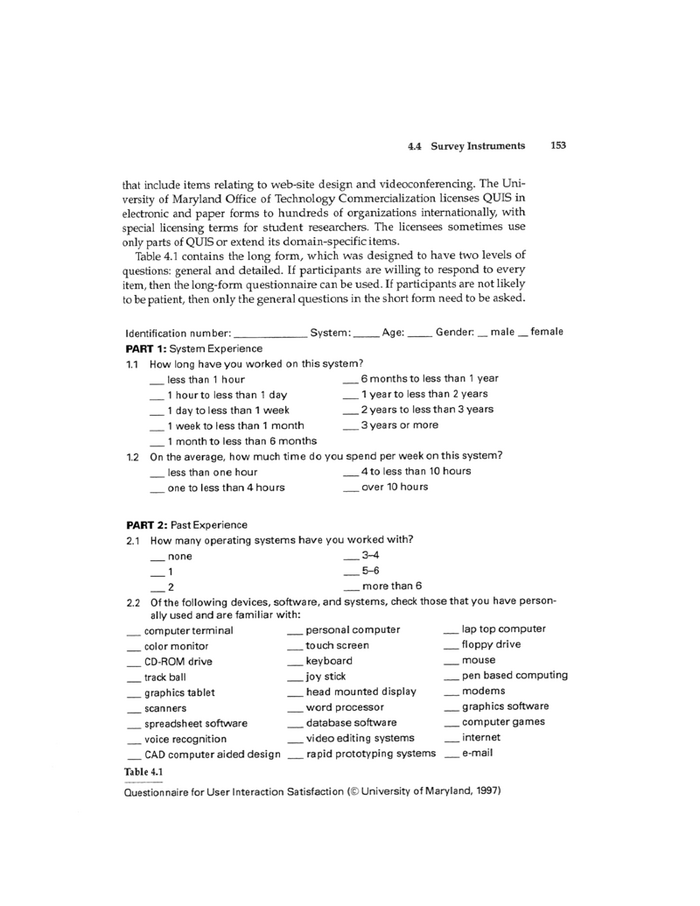 4.4 Survey Instruments 153
that include items relating to web-site design and videoconferencing. The Uni-
versity of Maryland Office of Technology Commercialization licenses QUIS in
electronic and paper forms to hundreds of organizations internationally, with
special licensing terms for student researchers. The licensees sometimes use
only parts of QUIS or extend its domain-specific items.
Table 4.1 contains the long form, which was designed to have two levels of
questions: general and detailed. If participants are willing to respond to every
item, then the long-form questionnaire can be used. If participants are not likely
to be patient, then only the general questions in the short form need to be asked.
Identification number: ______________ System: _____ Age: _____ Gender: __ male __ female
PART 1: System Experience
1.1 How long have you worked on this system?
___ less than 1 hour ___ 6 months to less than 1 year
___ 1 hour to less than 1 day ___ 1 year to less than 2 years
___ 1 day to less than 1 week ___ 2 years to less than 3 years
___ 1 week to less than 1 month ___ 3 years or more
___ 1 month to less than 6 months
1.2 On the average, how much time do you spend per week on this system?
___ less than one hour ___ 4 to less than 10 hours
___ one to less than 4 hours ___ over 10 hours
PART 2: Past Experience
2.1 How many operating systems have you worked with?
___ none ___ 3–4
___ 1 ___ 5–6
___ 2 ___ more than 6
2.2 Of the following devices, software, and systems, check those that you have person-
ally used and are familiar with:
___ computer terminal ___ personal computer ___ lap top computer
___ color monitor ___ touch screen ___ floppy drive
___ CD-ROM drive ___ keyboard ___ mouse
___ track ball ___ joy stick ___ pen based computing
___ graphics tablet ___ head mounted display ___ modems
___ scanners ___ word processor ___ graphics software
___ spreadsheet software ___ database software ___ computer games
___ voice recognition ___ video editing systems ___ internet
___ CAD computer aided design ___ rapid prototyping systems ___ e-mail
Table 4.1
Questionnaire for User Interaction Satisfaction (© University of Maryland, 1997)